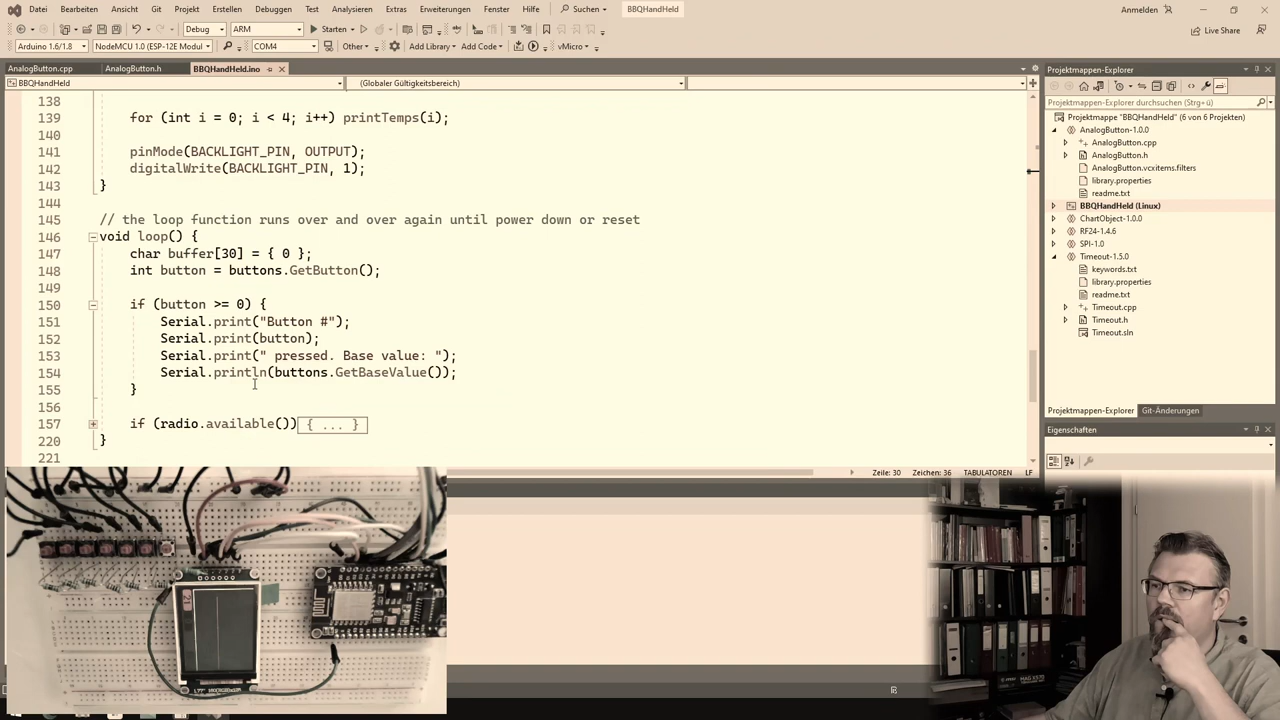 Datei Bearbeiten Ansicht Git Projekt Erstellen Debuggen Test Analysieren Extras Erweiterungen Fenster Hilfe Suchen BBQHandHeld Anmelden
Debug ARM Starten Live Share
Arduino 1.6/1.8 NodeMCU 1.0 (ESP-12E Modul COM4 Other Add Library Add Code vMicro
AnalogButton.cpp AnalogButton.h BBQHandHeld.ino
BBQHandHeld (Globaler Gültigkeitsbereich)
138
139 for (int i = 0; i < 4; i++) printTemps(i);
140
141 pinMode(BACKLIGHT_PIN, OUTPUT);
142 digitalWrite(BACKLIGHT_PIN, 1);
143 }
144
145 // the loop function runs over and over again until power down or reset
146 void loop() {
147 char buffer[30] = { 0 };
148 int button = buttons.GetButton();
149
150 if (button >= 0) {
151 Serial.print("Button #");
152 Serial.print(button);
153 Serial.print(" pressed. Base value: ");
154 Serial.println(buttons.GetBaseValue());
155 }
156
157 if (radio.available()) { ... }
220 }
221
Zeile: 30 Zeichen: 36 TABULATOREN LF
Projektmappen-Explorer
Projektmappen-Explorer durchsuchen (Strg+ü)
Projektmappe "BBQHandHeld" (6 von 6 Projekten)
AnalogButton-1.0.0
AnalogButton.cpp
AnalogButton.h
AnalogButton.vcxitems.filters
library.properties
readme.txt
BBQHandHeld (Linux)
ChartObject-1.0.0
RF24-1.4.6
SPI-1.0
Timeout-1.5.0
keywords.txt
library.properties
readme.txt
Timeout.cpp
Timeout.h
Timeout.sln
Projektmappen-Explorer Git-Änderungen
Eigenschaften
21